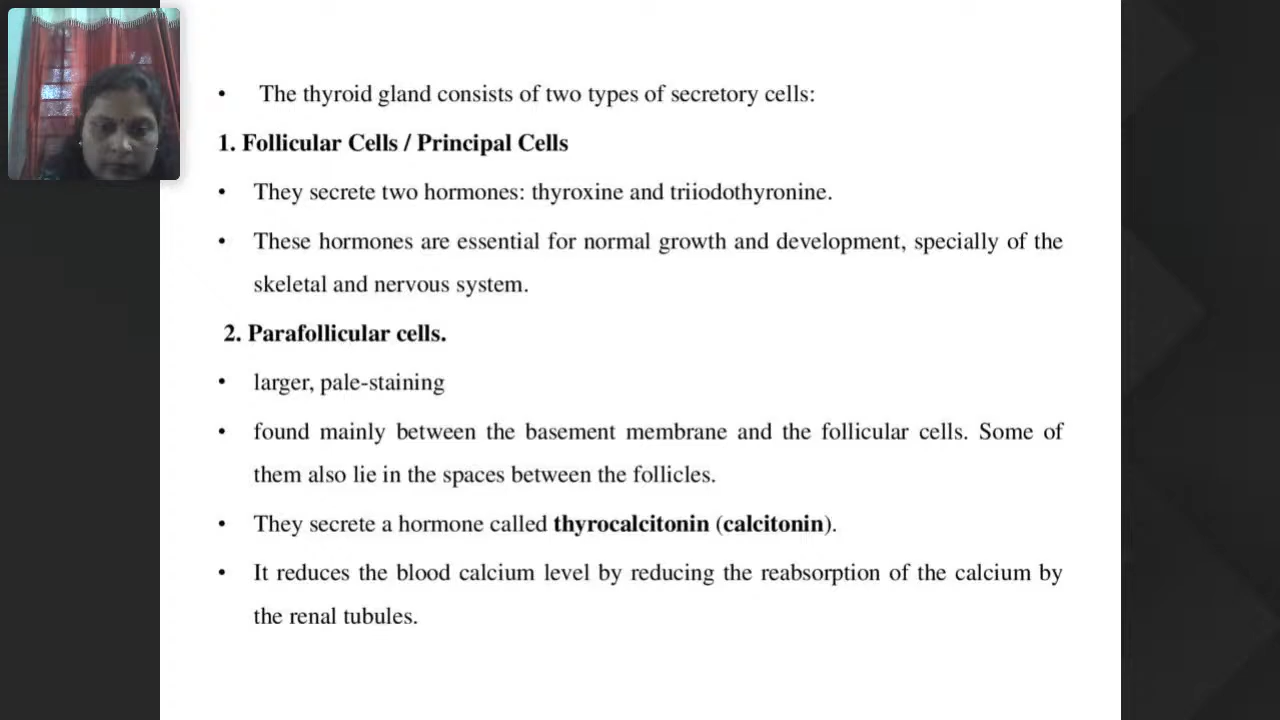 • The thyroid gland consists of two types of secretory cells:
1. Follicular Cells / Principal Cells
• They secrete two hormones: thyroxine and triiodothyronine.
• These hormones are essential for normal growth and development, specially of the
skeletal and nervous system.
2. Parafollicular cells.
• larger, pale-staining
• found mainly between the basement membrane and the follicular cells. Some of
them also lie in the spaces between the follicles.
• They secrete a hormone called thyrocalcitonin (calcitonin).
• It reduces the blood calcium level by reducing the reabsorption of the calcium by
the renal tubules.